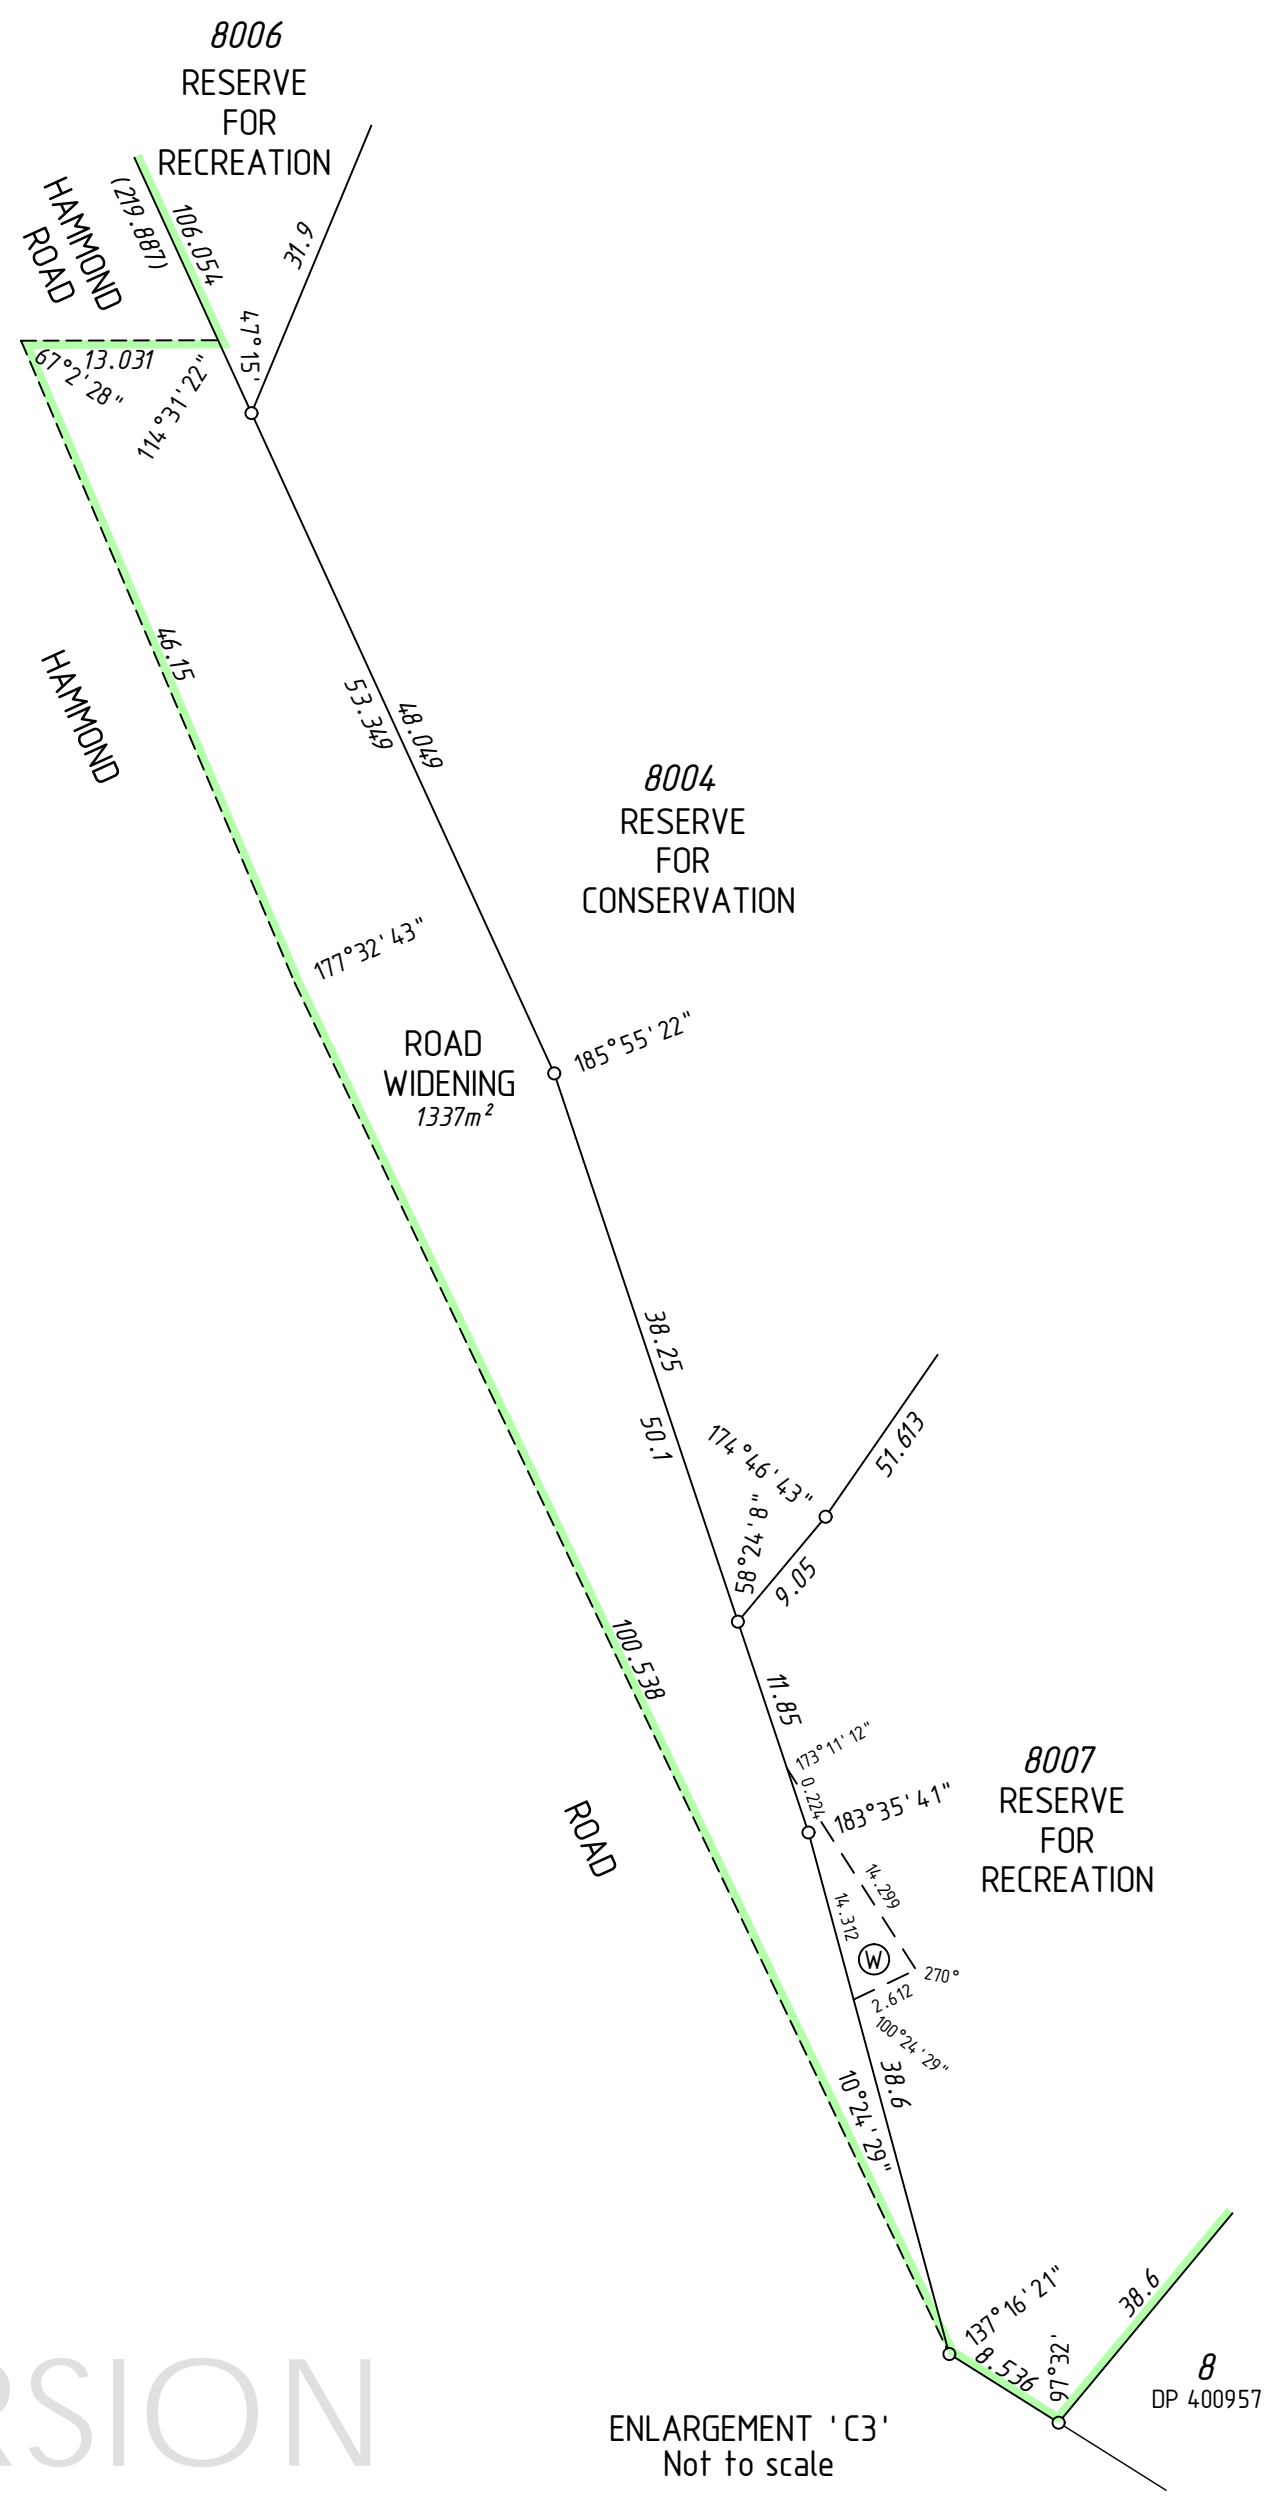 8006
RESERVE
FOR
RECREATION
HAMMOND
ROAD
(219.887)
106.054
31.9
47°15'
13.031
67°2'28"
114°31'22"
46.15
HAMMOND
53.349
48.049
8004
RESERVE
FOR
CONSERVATION
177°32'43"
ROAD
WIDENING
1337m²
185°55'22"
38.25
50.1
174°46'43"
51.613
58°24'8"
9.05
100.538
11.85
173°11'12"
0.224
183°35'41"
8007
RESERVE
FOR
RECREATION
ROAD
14.299
14.312
W
270°
2.612
100°24'29"
38.6
10°24'29"
137°16'21"
38.6
8.536
97°32'
8
DP 400957
RSION
ENLARGEMENT 'C3'
Not to scale